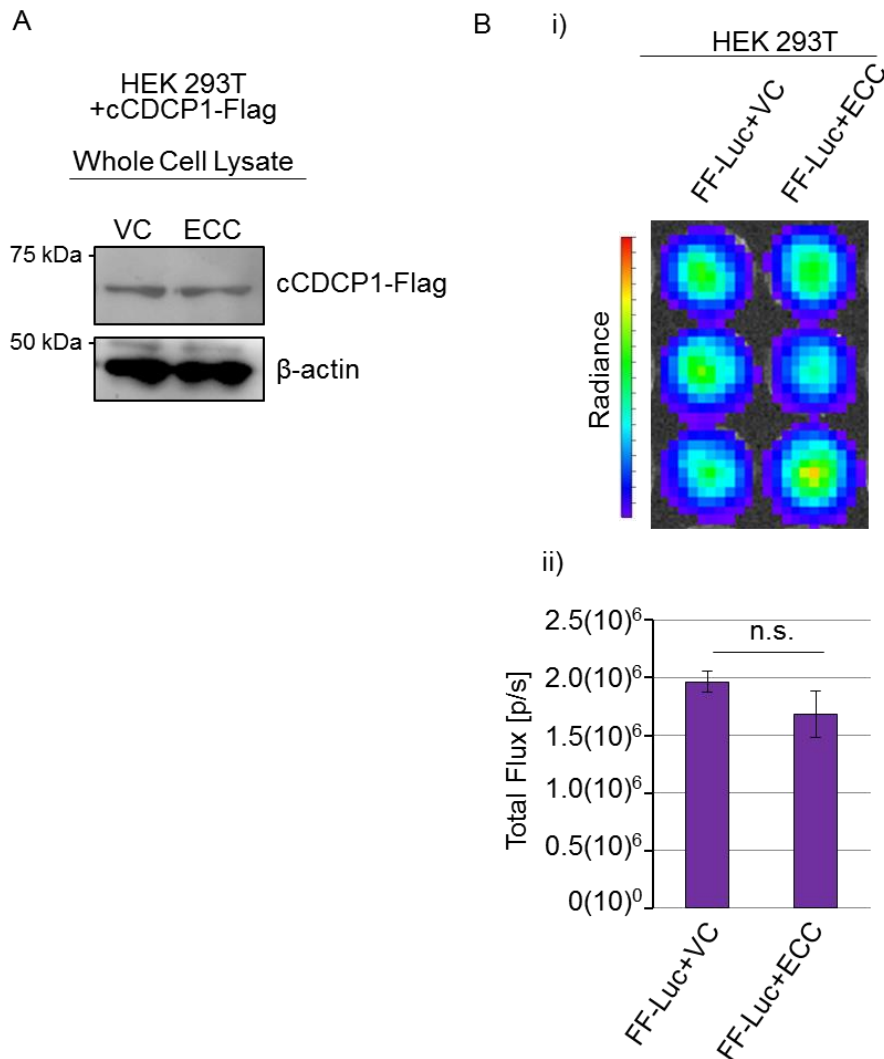 A
HEK 293T
+cCDCP1-Flag
Whole Cell Lysate
VC ECC
75 kDa
cCDCP1-Flag
50 kDa
β-actin
B i)
HEK 293T
FF-Luc+VC
FF-Luc+ECC
Radiance
ii)
2.5(10)⁶
n.s.
2.0(10)⁶
1.5(10)⁶
1.0(10)⁶
0.5(10)⁶
0(10)⁰
Total Flux [p/s]
FF-Luc+VC
FF-Luc+ECC